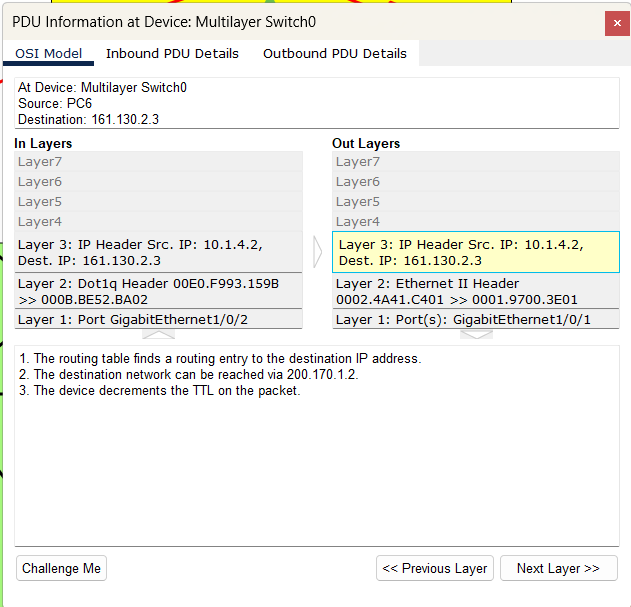 PDU Information at Device: Multilayer Switch0
OSI Model Inbound PDU Details Outbound PDU Details
At Device: Multilayer Switch0
Source: PC6
Destination: 161.130.2.3
In Layers
Layer7
Layer6
Layer5
Layer4
Layer 3: IP Header Src. IP: 10.1.4.2,
Dest. IP: 161.130.2.3
Layer 2: Dot1q Header 00E0.F993.159B
>> 000B.BE52.BA02
Layer 1: Port GigabitEthernet1/0/2
Out Layers
Layer7
Layer6
Layer5
Layer4
Layer 3: IP Header Src. IP: 10.1.4.2,
Dest. IP: 161.130.2.3
Layer 2: Ethernet II Header
0002.4A41.C401 >> 0001.9700.3E01
Layer 1: Port(s): GigabitEthernet1/0/1
1. The routing table finds a routing entry to the destination IP address.
2. The destination network can be reached via 200.170.1.2.
3. The device decrements the TTL on the packet.
Challenge Me << Previous Layer Next Layer >>